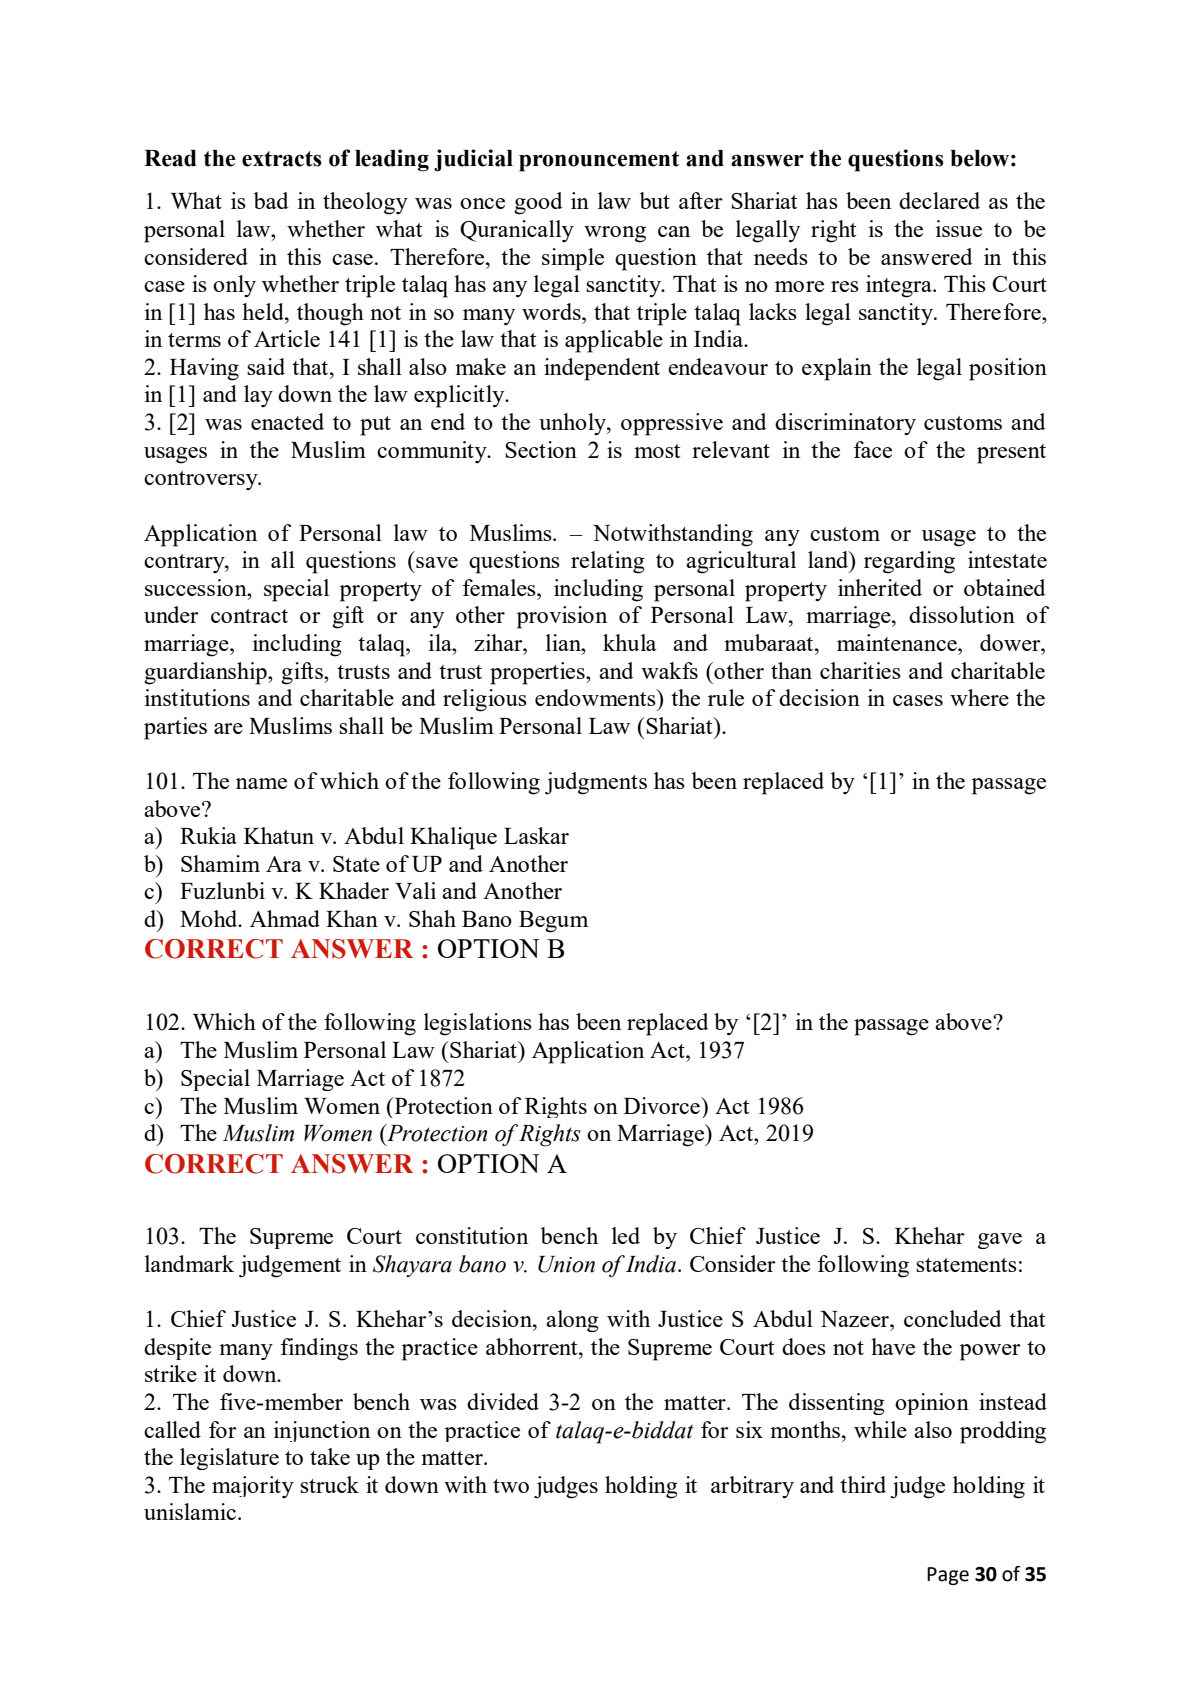 Read the extracts of leading judicial pronouncement and answer the questions below:
1. What is bad in theology was once good in law but after Shariat has been declared as the
personal law, whether what is Quranically wrong can be legally right is the issue to be
considered in this case. Therefore, the simple question that needs to be answered in this
case is only whether triple talaq has any legal sanctity. That is no more res integra. This Court
in [1] has held, though not in so many words, that triple talaq lacks legal sanctity. Therefore,
in terms of Article 141 [1] is the law that is applicable in India.
2. Having said that, I shall also make an independent endeavour to explain the legal position
in [1] and lay down the law explicitly.
3. [2] was enacted to put an end to the unholy, oppressive and discriminatory customs and
usages in the Muslim community. Section 2 is most relevant in the face of the present
controversy.
Application of Personal law to Muslims. – Notwithstanding any custom or usage to the
contrary, in all questions (save questions relating to agricultural land) regarding intestate
succession, special property of females, including personal property inherited or obtained
under contract or gift or any other provision of Personal Law, marriage, dissolution of
marriage, including talaq, ila, zihar, lian, khula and mubaraat, maintenance, dower,
guardianship, gifts, trusts and trust properties, and wakfs (other than charities and charitable
institutions and charitable and religious endowments) the rule of decision in cases where the
parties are Muslims shall be Muslim Personal Law (Shariat).
101. The name of which of the following judgments has been replaced by ‘[1]’ in the passage
above?
a) Rukia Khatun v. Abdul Khalique Laskar
b) Shamim Ara v. State of UP and Another
c) Fuzlunbi v. K Khader Vali and Another
d) Mohd. Ahmad Khan v. Shah Bano Begum
CORRECT ANSWER : OPTION B
102. Which of the following legislations has been replaced by ‘[2]’ in the passage above?
a) The Muslim Personal Law (Shariat) Application Act, 1937
b) Special Marriage Act of 1872
c) The Muslim Women (Protection of Rights on Divorce) Act 1986
d) The Muslim Women (Protection of Rights on Marriage) Act, 2019
CORRECT ANSWER : OPTION A
103. The Supreme Court constitution bench led by Chief Justice J. S. Khehar gave a
landmark judgement in Shayara bano v. Union of India. Consider the following statements:
1. Chief Justice J. S. Khehar’s decision, along with Justice S Abdul Nazeer, concluded that
despite many findings the practice abhorrent, the Supreme Court does not have the power to
strike it down.
2. The five-member bench was divided 3-2 on the matter. The dissenting opinion instead
called for an injunction on the practice of talaq-e-biddat for six months, while also prodding
the legislature to take up the matter.
3. The majority struck it down with two judges holding it arbitrary and third judge holding it
unislamic.
Page 30 of 35